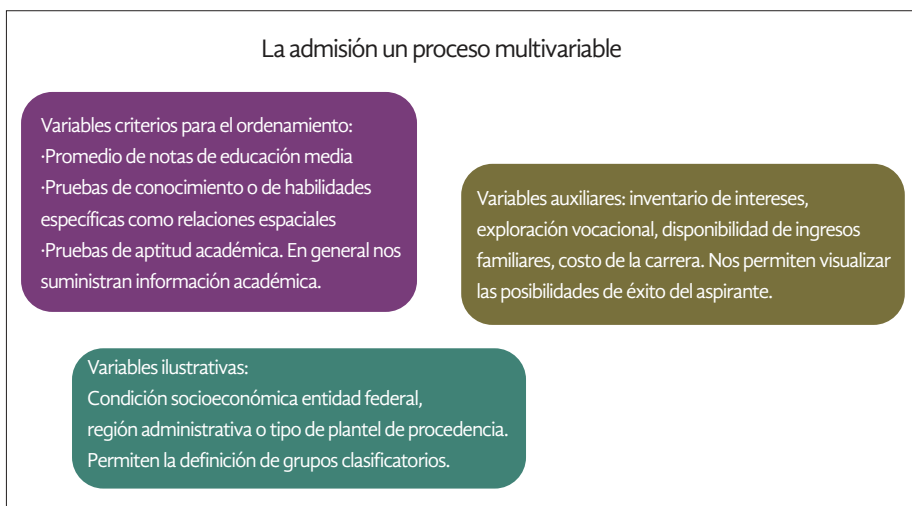 La admisión un proceso multivariable
Variables criterios para el ordenamiento:
·Promedio de notas de educación media
·Pruebas de conocimiento o de habilidades
específicas como relaciones espaciales
·Pruebas de aptitud académica. En general nos
suministran información académica.
Variables auxiliares: inventario de intereses,
exploración vocacional, disponibilidad de ingresos
familiares, costo de la carrera. Nos permiten visualizar
las posibilidades de éxito del aspirante.
Variables ilustrativas:
Condición socioeconómica entidad federal,
región administrativa o tipo de plantel de procedencia.
Permiten la definición de grupos clasificatorios.